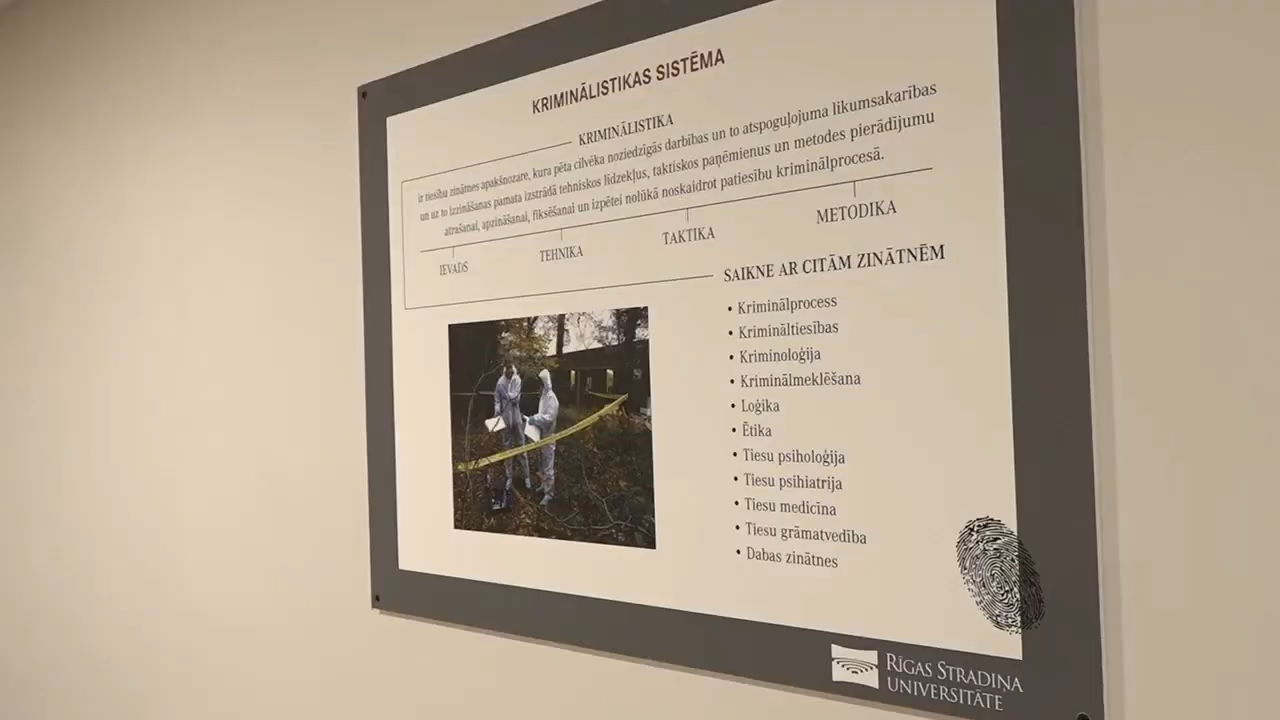 KRIMINĀLISTIKAS SISTĒMA
KRIMINĀLISTIKA
ir tiesību zinātnes apakšnozare, kura pēta cilvēka noziedzīgās darbības un to atspoguļojuma likumsakarības
un uz to izzināšanas pamata izstrādā tehniskos līdzekļus, taktiskos paņēmienus un metodes pierādījumu
atrašanai, apzināšanai, fiksēšanai un izpētei nolūkā noskaidrot patiesību kriminālprocesā.
IEVADS
TEHNIKA
TAKTIKA
METODIKA
SAIKNE AR CITĀM ZINĀTNĒM
• Kriminālprocess
• Krimināltiesības
• Kriminoloģija
• Kriminālmeklēšana
• Loģika
• Ētika
• Tiesu psiholoģija
• Tiesu psihiatrija
• Tiesu medicīna
• Tiesu grāmatvedība
• Dabas zinātnes
RĪGAS STRADIŅA
UNIVERSITĀTE